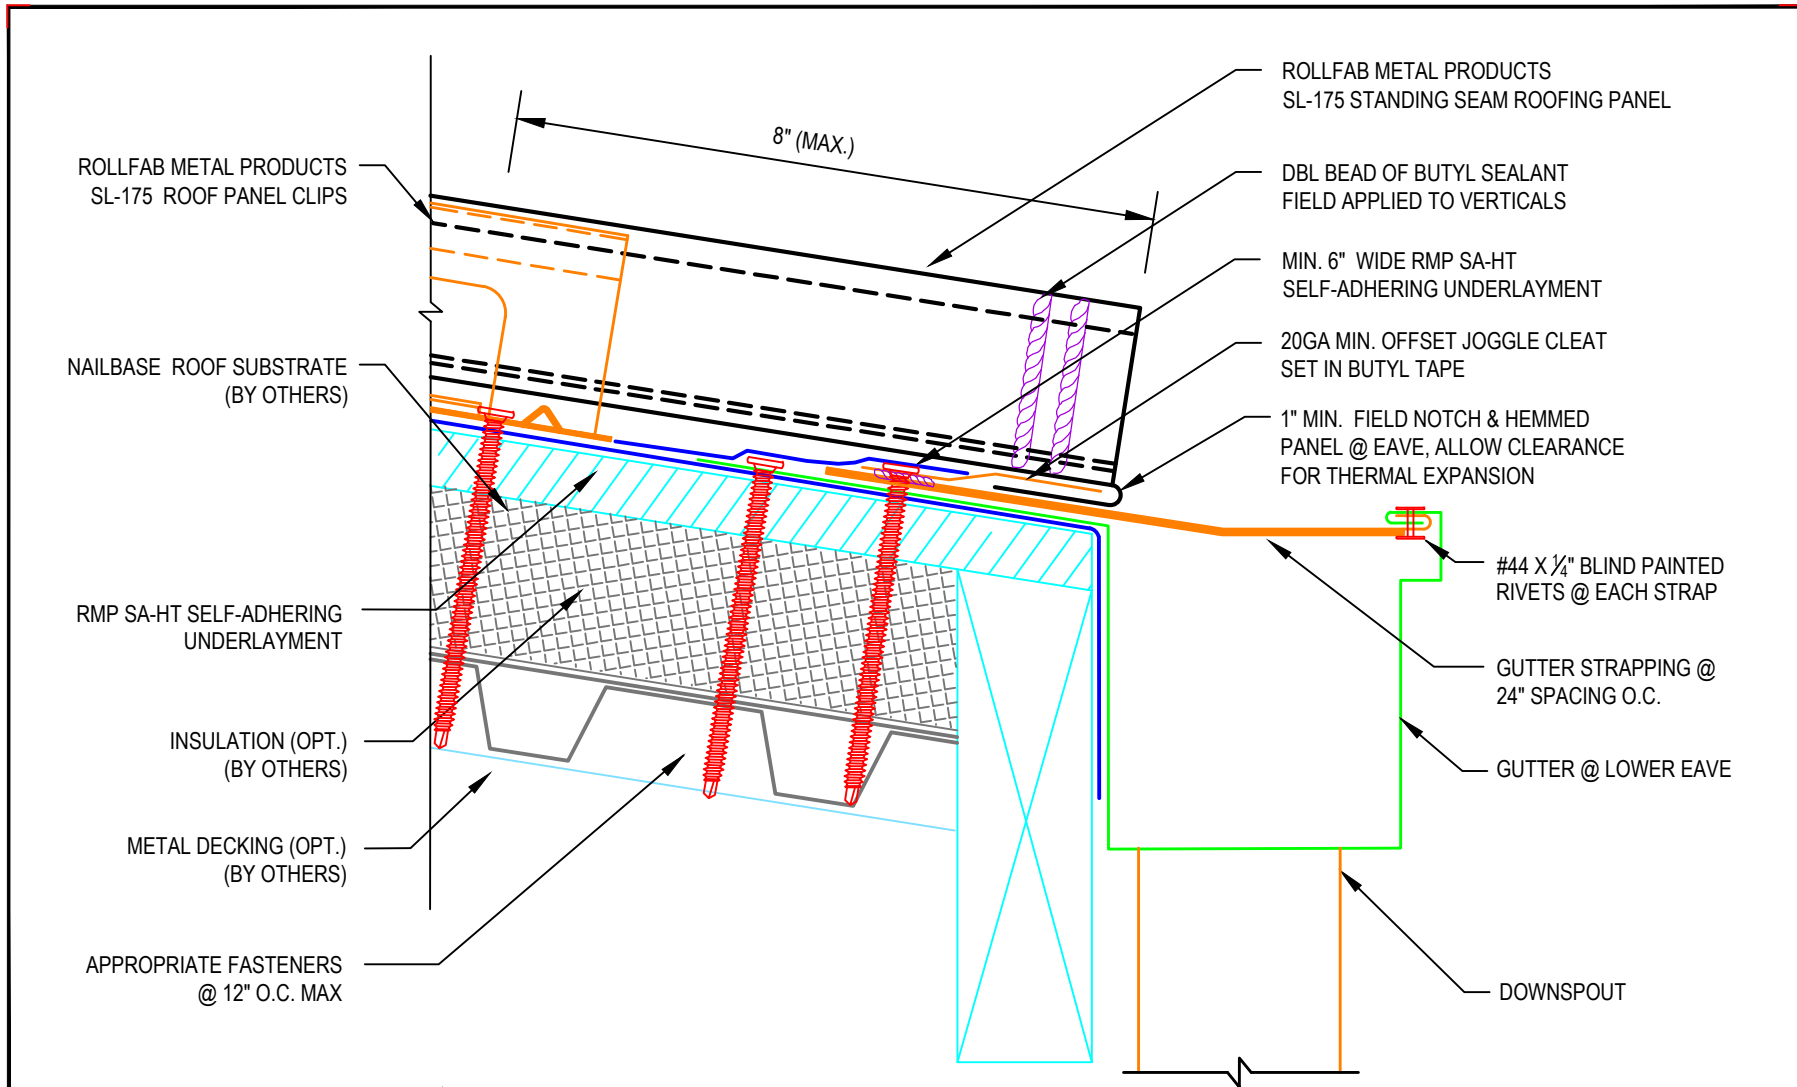 ROLLFAB METAL PRODUCTS
SL-175 ROOF PANEL CLIPS
NAILBASE ROOF SUBSTRATE
(BY OTHERS)
RMP SA-HT SELF-ADHERING
UNDERLAYMENT
INSULATION (OPT.)
(BY OTHERS)
METAL DECKING (OPT.)
(BY OTHERS)
APPROPRIATE FASTENERS
@ 12" O.C. MAX
8" (MAX.)
ROLLFAB METAL PRODUCTS
SL-175 STANDING SEAM ROOFING PANEL
DBL BEAD OF BUTYL SEALANT
FIELD APPLIED TO VERTICALS
MIN. 6" WIDE RMP SA-HT
SELF-ADHERING UNDERLAYMENT
20GA MIN. OFFSET JOGGLE CLEAT
SET IN BUTYL TAPE
1" MIN. FIELD NOTCH & HEMMED
PANEL @ EAVE, ALLOW CLEARANCE
FOR THERMAL EXPANSION
#44 X ¼" BLIND PAINTED
RIVETS @ EACH STRAP
GUTTER STRAPPING @
24" SPACING O.C.
GUTTER @ LOWER EAVE
DOWNSPOUT